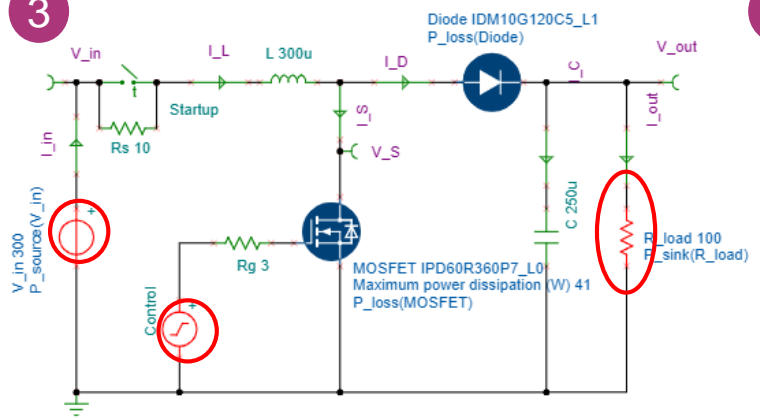 3
Diode IDM10G120C5_L1
P_loss(Diode)
V_in
I_L
L 300u
I_D
I_C
V_out
Startup
I_S
I_out
Rs 10
I_in
V_S
V_in 300
P_source(V_in)
+
Rg 3
C 250u
R_load 100
P_sink(R_load)
MOSFET IPD60R360P7_L0
Maximum power dissipation (W) 41
P_loss(MOSFET)
Control
+
t